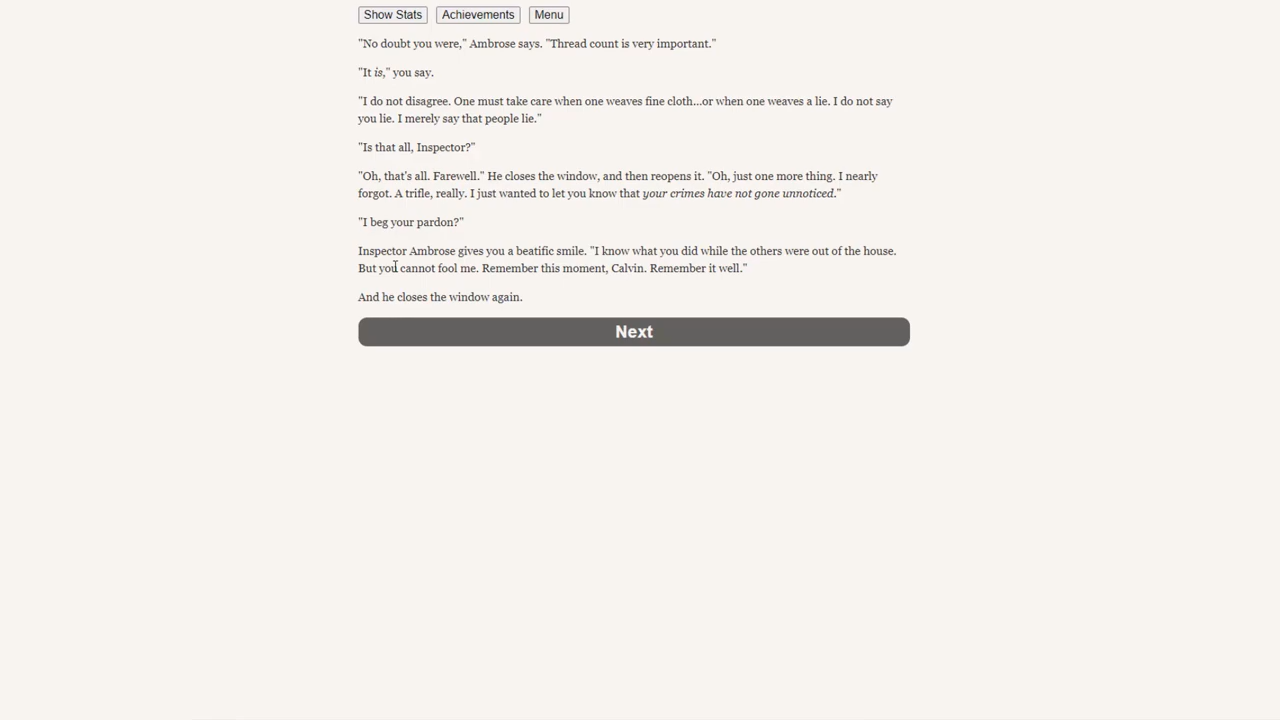 Show Stats Achievements Menu
"No doubt you were," Ambrose says. "Thread count is very important."
"It is," you say.
"I do not disagree. One must take care when one weaves fine cloth...or when one weaves a lie. I do not say
you lie. I merely say that people lie."
"Is that all, Inspector?"
"Oh, that's all. Farewell." He closes the window, and then reopens it. "Oh, just one more thing. I nearly
forgot. A trifle, really. I just wanted to let you know that your crimes have not gone unnoticed."
"I beg your pardon?"
Inspector Ambrose gives you a beatific smile. "I know what you did while the others were out of the house.
But you cannot fool me. Remember this moment, Calvin. Remember it well."
And he closes the window again.
Next